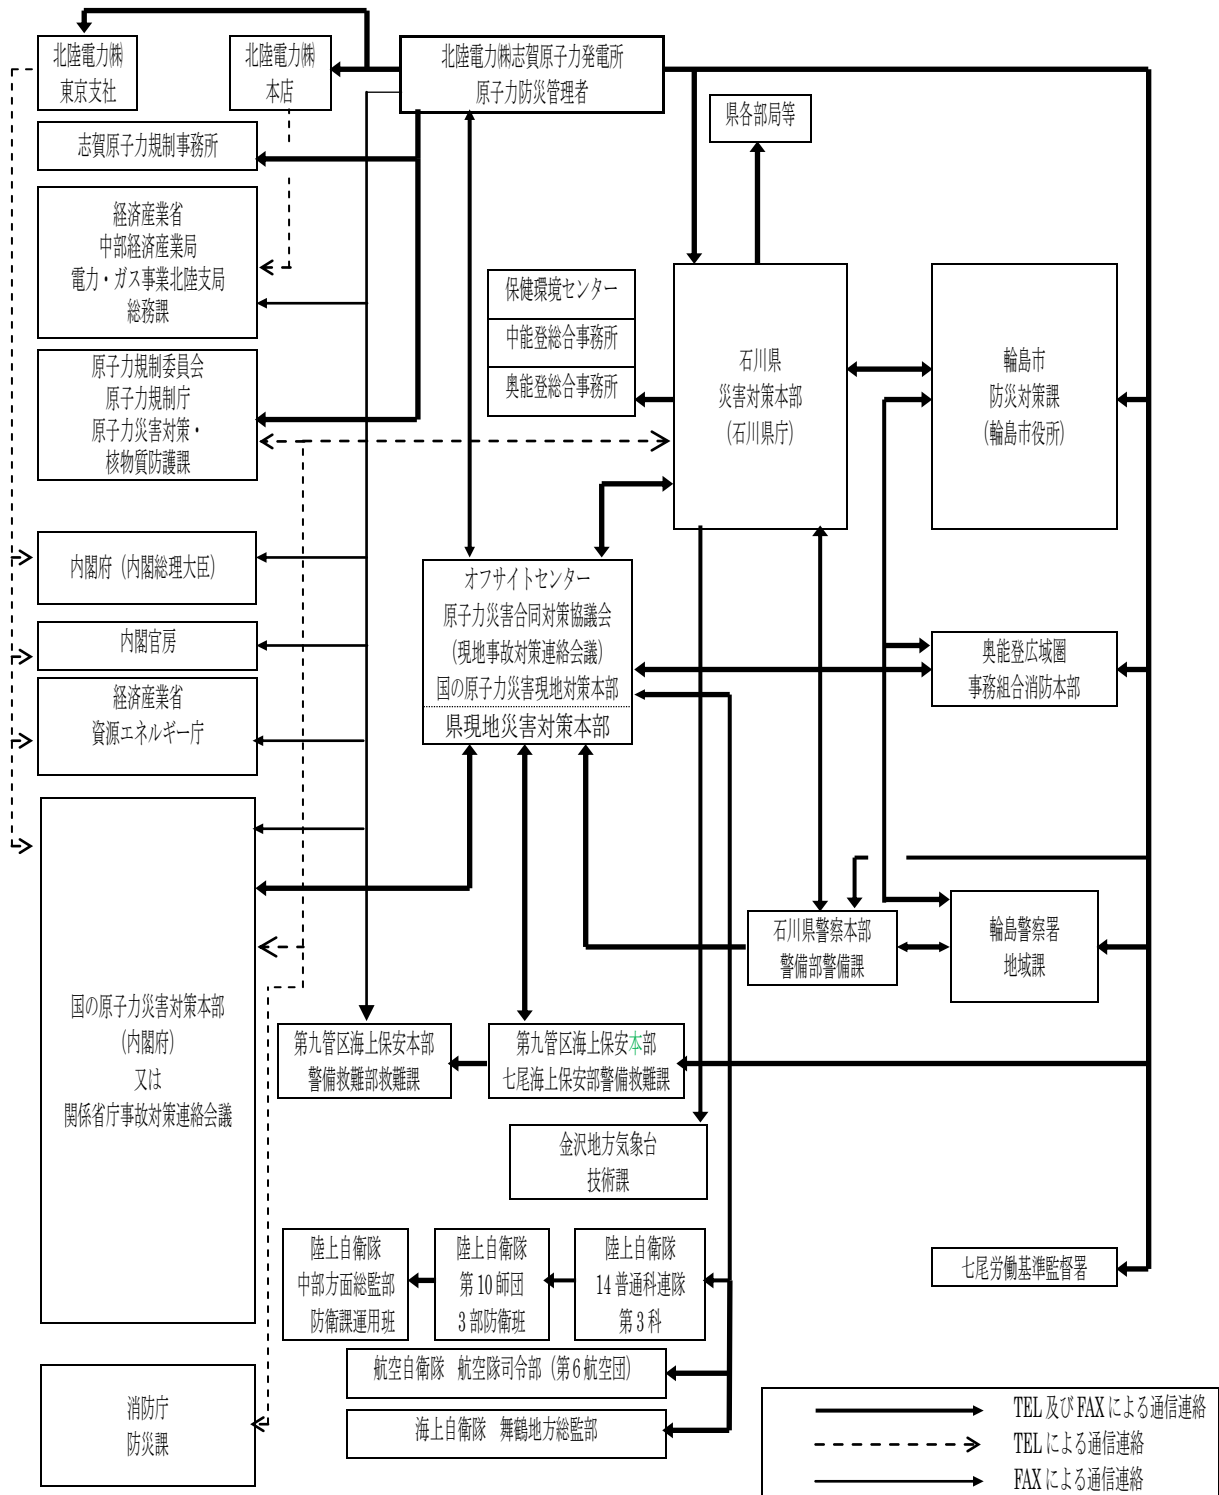 北陸電力㈱
東京支社
北陸電力㈱
本店
北陸電力㈱志賀原子力発電所
原子力防災管理者
県各部局等
志賀原子力規制事務所
経済産業省
中部経済産業局
電力・ガス事業北陸支局
総務課
保健環境センター
中能登総合事務所
奥能登総合事務所
石川県
災害対策本部
(石川県庁)
輪島市
防災対策課
(輪島市役所)
原子力規制委員会
原子力規制庁
原子力災害対策・
核物質防護課
内閣府（内閣総理大臣）
内閣官房
経済産業省
資源エネルギー庁
オフサイトセンター
原子力災害合同対策協議会
(現地事故対策連絡会議)
国の原子力災害現地対策本部
県現地災害対策本部
奥能登広域圏
事務組合消防本部
国の原子力災害対策本部
(内閣府)
又は
関係省庁事故対策連絡会議
石川県警察本部
警備部警備課
輪島警察署
地域課
第九管区海上保安本部
警備救難部救難課
第九管区海上保安本部
七尾海上保安部警備救難課
金沢地方気象台
技術課
陸上自衛隊
中部方面総監部
防衛課運用班
陸上自衛隊
第10師団
3部防衛班
陸上自衛隊
14普通科連隊
第3科
七尾労働基準監督署
航空自衛隊　航空隊司令部（第6航空団）
海上自衛隊　舞鶴地方総監部
消防庁
防災課
TEL及びFAXによる通信連絡
TELによる通信連絡
FAXによる通信連絡